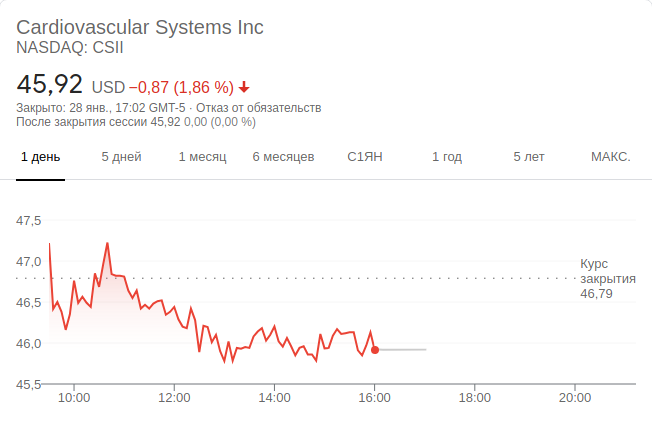 Cardiovascular Systems Inc
NASDAQ: CSII
45,92 USD −0,87 (1,86 %)
Закрыто: 28 янв., 17:02 GMT-5 · Отказ от обязательств
После закрытия сессии 45,92 0,00 (0,00 %)
1 день 5 дней 1 месяц 6 месяцев С1ЯН 1 год 5 лет МАКС.
47,5
47,0
46,5
46,0
45,5
Курс
закрытия
46,79
10:00 12:00 14:00 16:00 18:00 20:00